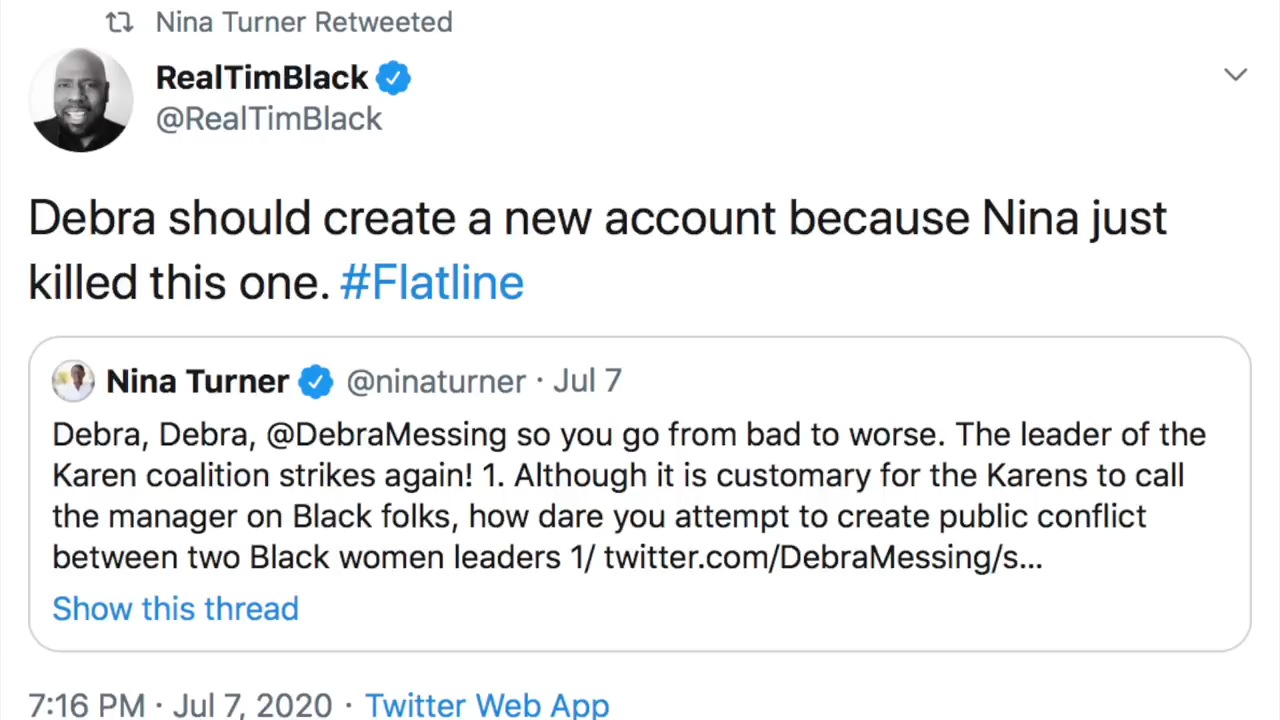 Nina Turner Retweeted
RealTimBlack
@RealTimBlack
Debra should create a new account because Nina just
killed this one. #Flatline
Nina Turner @ninaturner · Jul 7
Debra, Debra, @DebraMessing so you go from bad to worse. The leader of the
Karen coalition strikes again! 1. Although it is customary for the Karens to call
the manager on Black folks, how dare you attempt to create public conflict
between two Black women leaders 1/ twitter.com/DebraMessing/s...
Show this thread
7:16 PM · Jul 7, 2020 · Twitter Web App